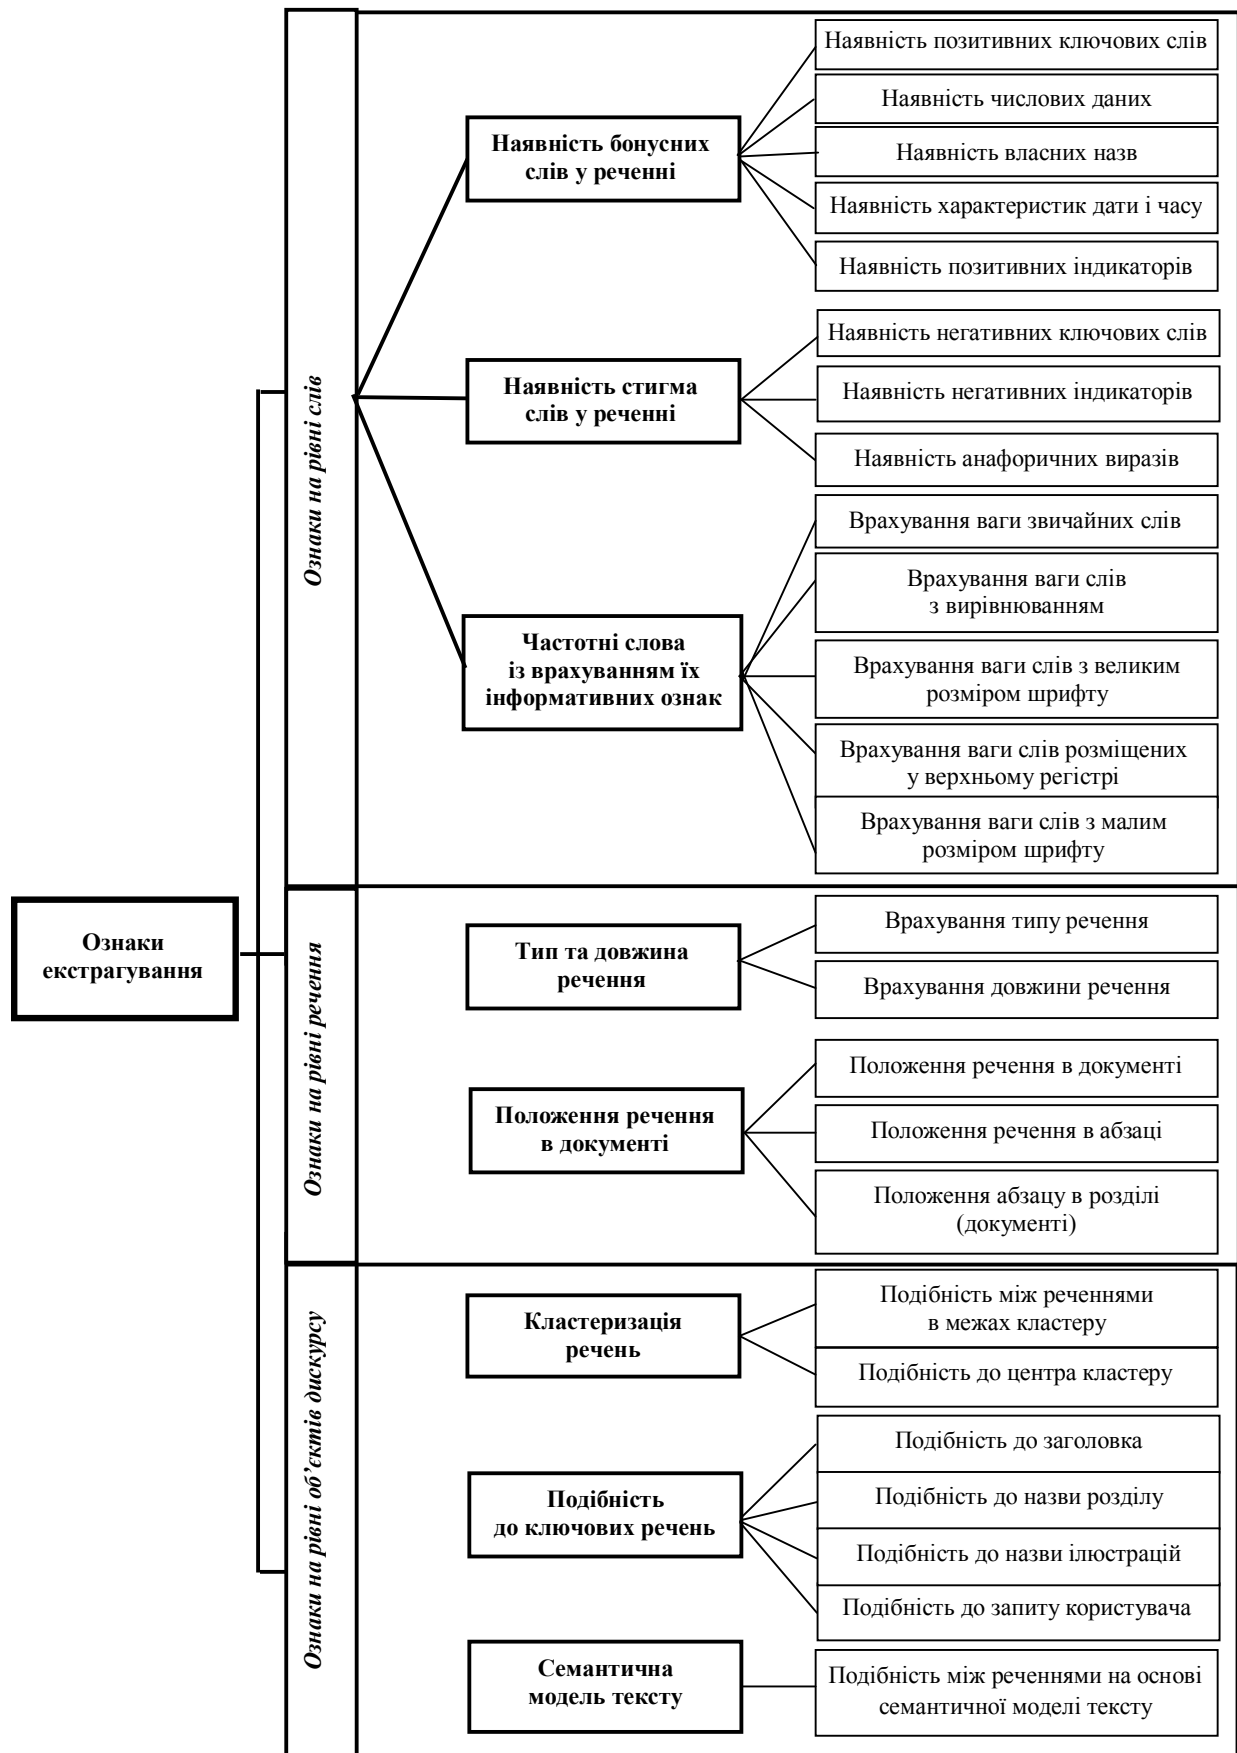 Ознаки
екстрагування
Ознаки на рівні слів
Наявність бонусних
слів у реченні
Наявність позитивних ключових слів
Наявність числових даних
Наявність власних назв
Наявність характеристик дати і часу
Наявність позитивних індикаторів
Наявність стигма
слів у реченні
Наявність негативних ключових слів
Наявність негативних індикаторів
Наявність анафоричних виразів
Частотні слова
із врахуванням їх
інформативних ознак
Врахування ваги звичайних слів
Врахування ваги слів
з вирівнюванням
Врахування ваги слів з великим
розміром шрифту
Врахування ваги слів розміщених
у верхньому регістрі
Врахування ваги слів з малим
розміром шрифту
Ознаки на рівні речення
Тип та довжина
речення
Врахування типу речення
Врахування довжини речення
Положення речення
в документі
Положення речення в документі
Положення речення в абзаці
Положення абзацу в розділі
(документі)
Ознаки на рівні об’єктів дискурсу
Кластеризація
речень
Подібність між реченнями
в межах кластеру
Подібність до центра кластеру
Подібність
до ключових речень
Подібність до заголовка
Подібність до назви розділу
Подібність до назви ілюстрацій
Подібність до запиту користувача
Семантична
модель тексту
Подібність між реченнями на основі
семантичної моделі тексту